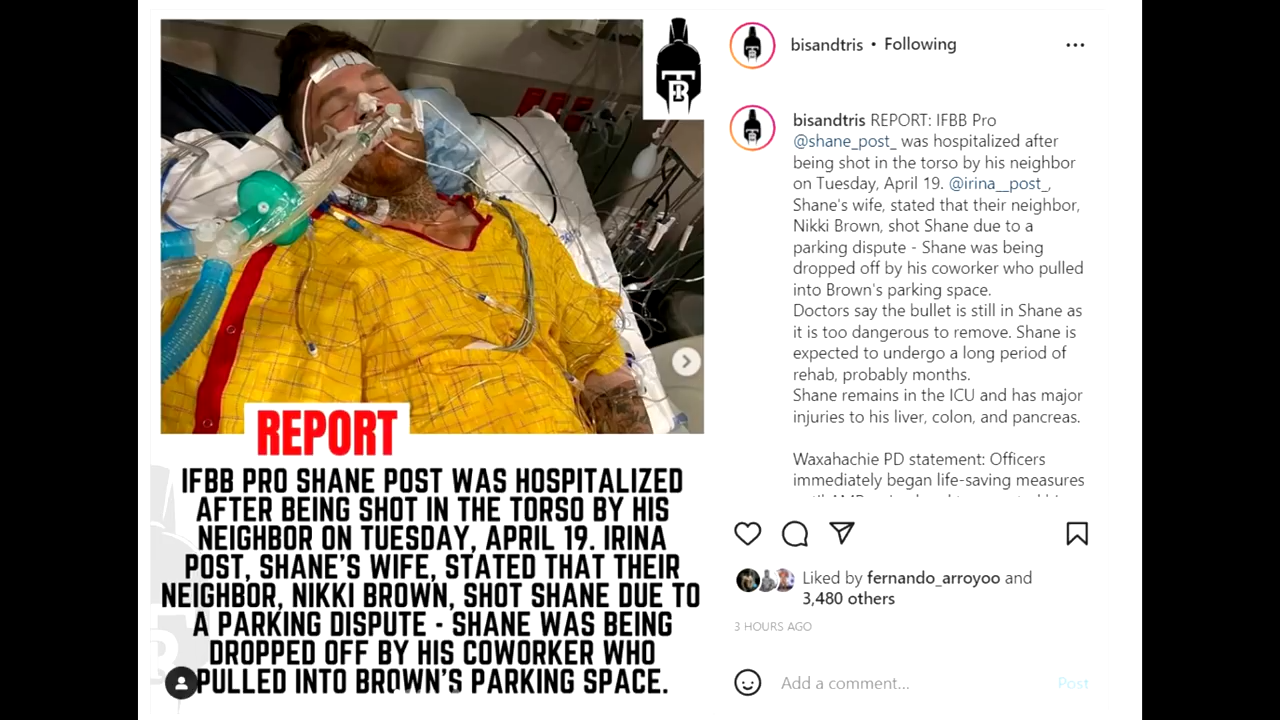 REPORT
IFBB PRO SHANE POST WAS HOSPITALIZED
AFTER BEING SHOT IN THE TORSO BY HIS
NEIGHBOR ON TUESDAY, APRIL 19. IRINA
POST, SHANE'S WIFE, STATED THAT THEIR
NEIGHBOR, NIKKI BROWN, SHOT SHANE DUE TO
A PARKING DISPUTE - SHANE WAS BEING
DROPPED OFF BY HIS COWORKER WHO
PULLED INTO BROWN'S PARKING SPACE.
bisandtris • Following
bisandtris REPORT: IFBB Pro
@shane_post_ was hospitalized after
being shot in the torso by his neighbor
on Tuesday, April 19. @irina__post_,
Shane's wife, stated that their neighbor,
Nikki Brown, shot Shane due to a
parking dispute - Shane was being
dropped off by his coworker who pulled
into Brown's parking space.
Doctors say the bullet is still in Shane as
it is too dangerous to remove. Shane is
expected to undergo a long period of
rehab, probably months.
Shane remains in the ICU and has major
injuries to his liver, colon, and pancreas.
Waxahachie PD statement: Officers
immediately began life-saving measures
Liked by fernando_arroyoo and
3,480 others
3 HOURS AGO
Add a comment... Post